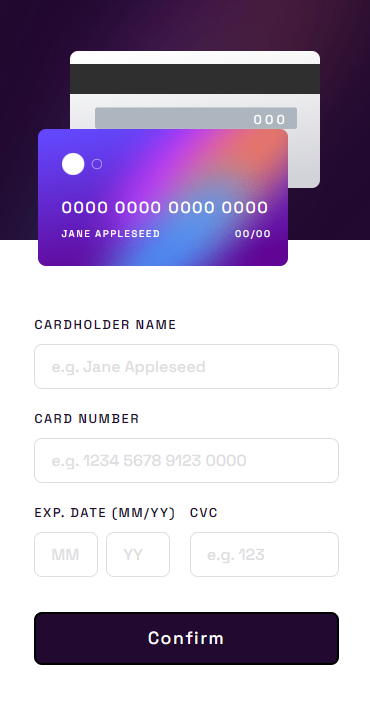 000
0000 0000 0000 0000
JANE APPLESEED 00/00
CARDHOLDER NAME
e.g. Jane Appleseed
CARD NUMBER
e.g. 1234 5678 9123 0000
EXP. DATE (MM/YY) CVC
MM YY e.g. 123
Confirm